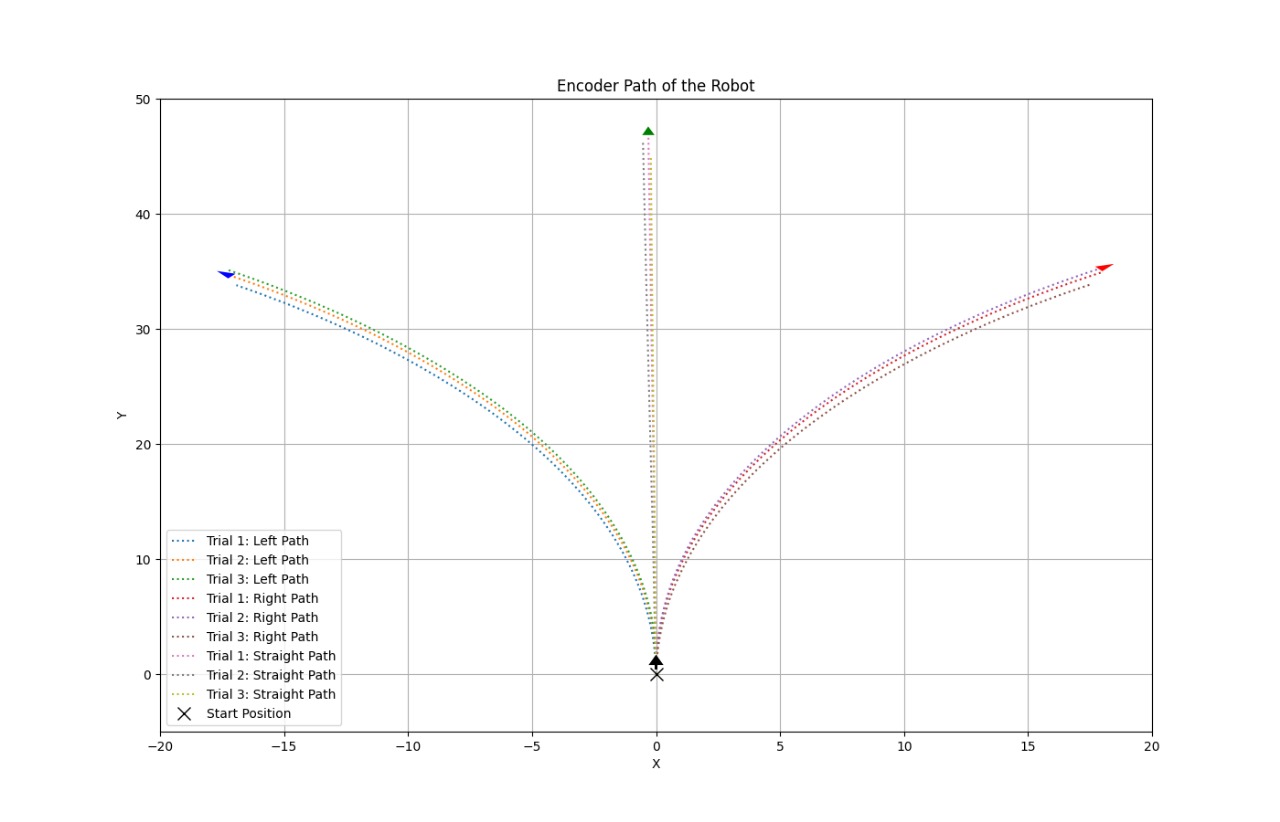 Encoder Path of the Robot
50
40
30
20
10
0
Y
Trial 1: Left Path
Trial 2: Left Path
Trial 3: Left Path
Trial 1: Right Path
Trial 2: Right Path
Trial 3: Right Path
Trial 1: Straight Path
Trial 2: Straight Path
Trial 3: Straight Path
Start Position
−20 −15 −10 −5 0 5 10 15 20
X